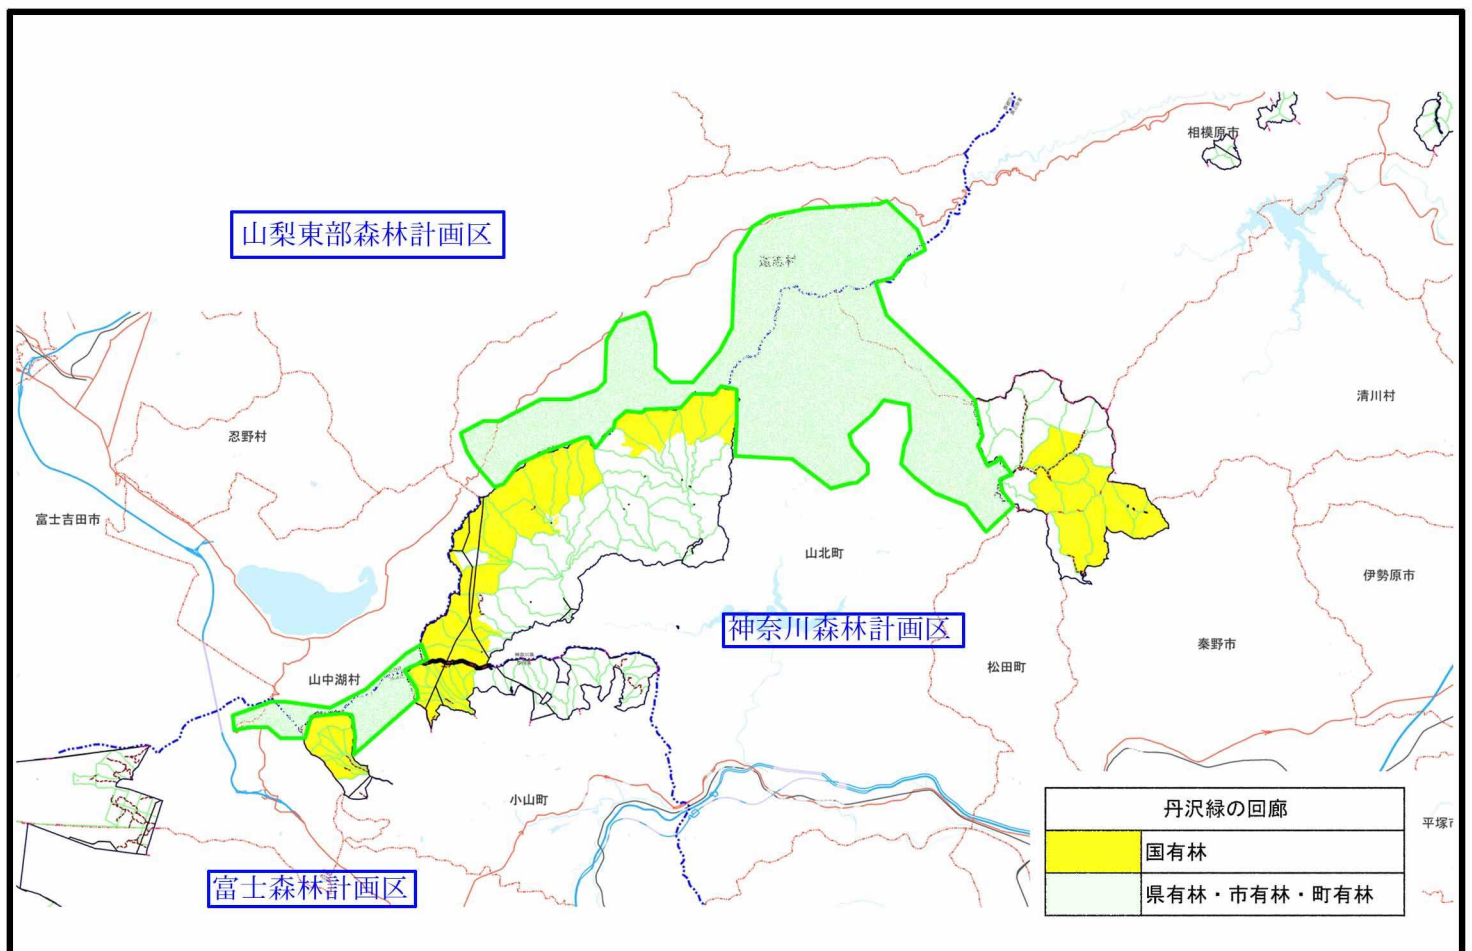 相模原市
山梨東部森林計画区
道志村
清川村
忍野村
富士吉田市
山北町
伊勢原市
神奈川森林計画区
秦野市
松田町
山中湖村
小山町
丹沢緑の回廊
国有林
平塚市
富士森林計画区
県有林・市有林・町有林